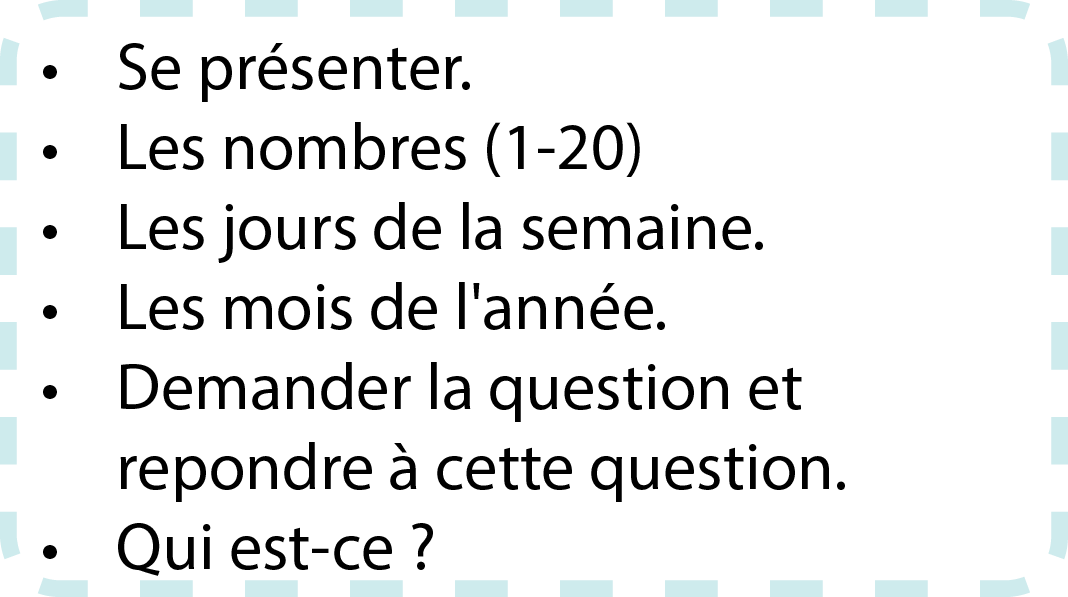 • Se présenter.
• Les nombres (1-20)
• Les jours de la semaine.
• Les mois de l'année.
• Demander la question et
repondre à cette question.
• Qui est-ce ?